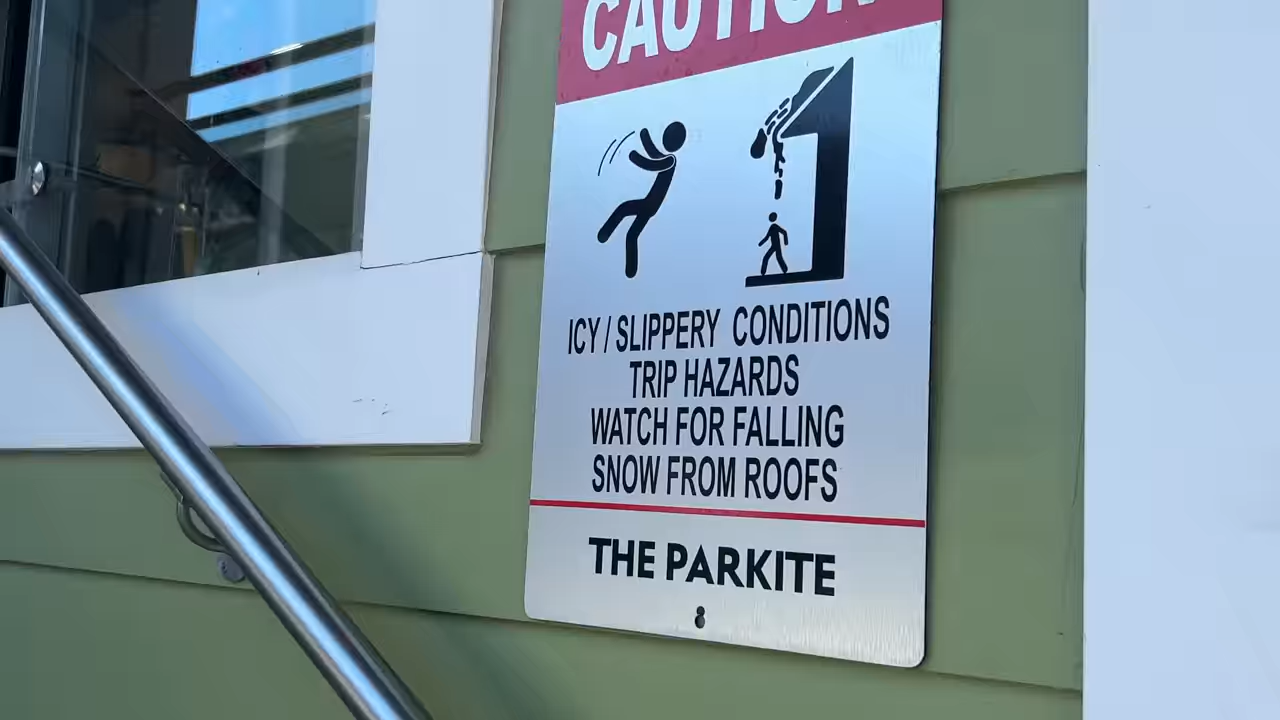 CAUTION
ICY / SLIPPERY CONDITIONS
TRIP HAZARDS
WATCH FOR FALLING
SNOW FROM ROOFS
THE PARKITE